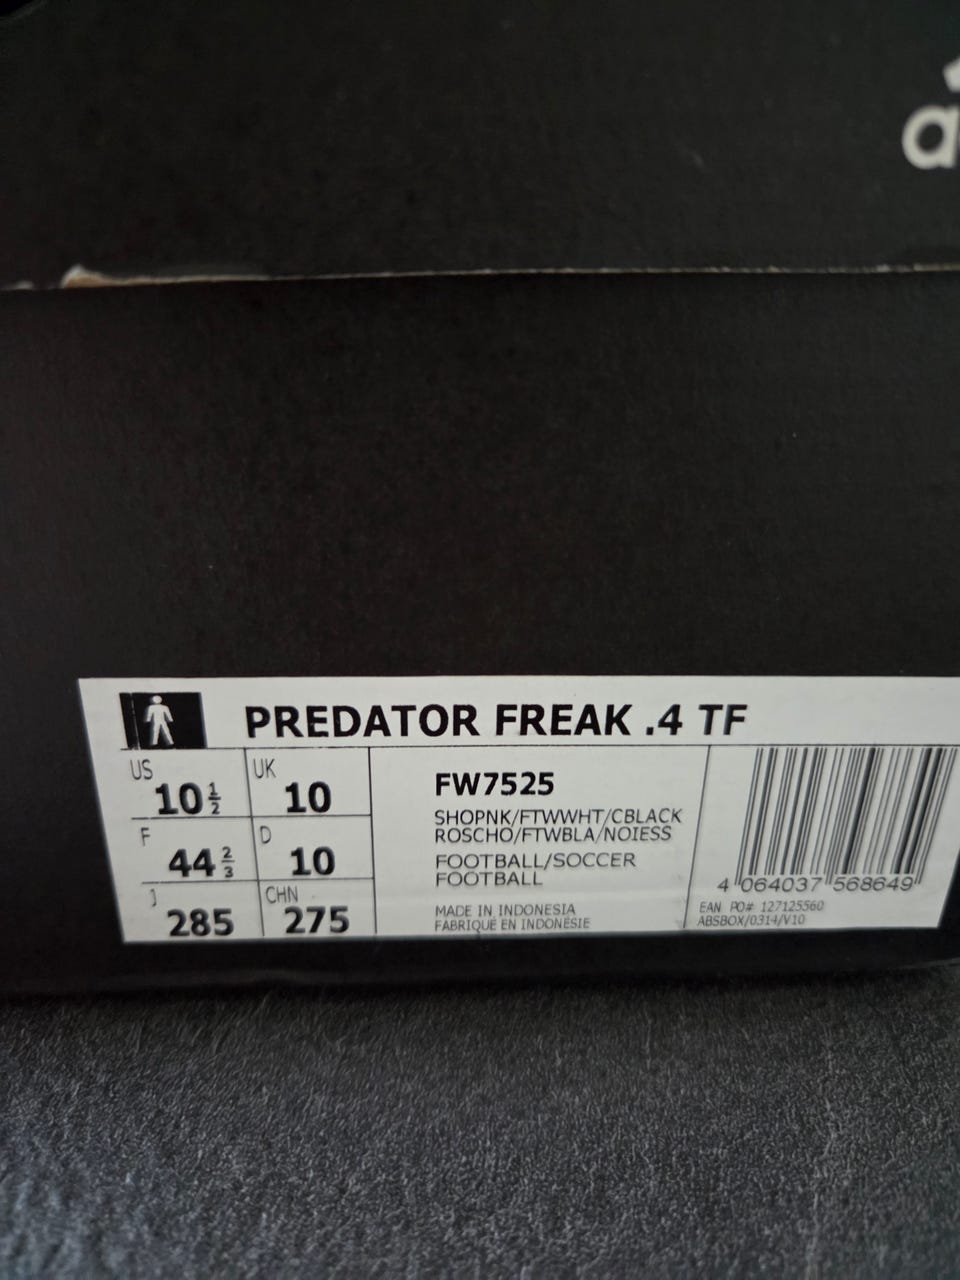 a
PREDATOR FREAK .4 TF
US 10½
UK 10
F 44⅔
D 10
J 285
CHN 275
FW7525
SHOPNK/FTWWHT/CBLACK
ROSCHO/FTWBLA/NOIESS
FOOTBALL/SOCCER
FOOTBALL
MADE IN INDONESIA
FABRIQUÉ EN INDONÉSIE
4 064037 568649
EAN PO# 127125560
ABSBOX/0314/V10